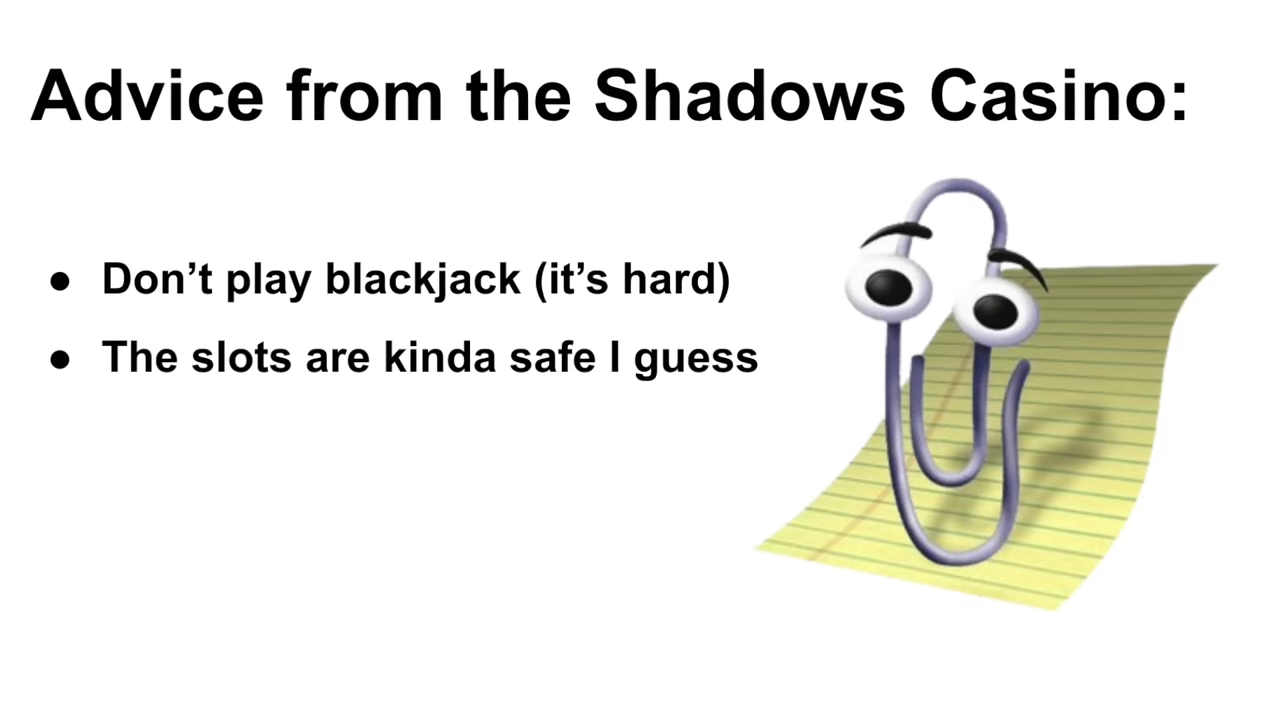 Advice from the Shadows Casino:
● Don’t play blackjack (it’s hard)
● The slots are kinda safe I guess